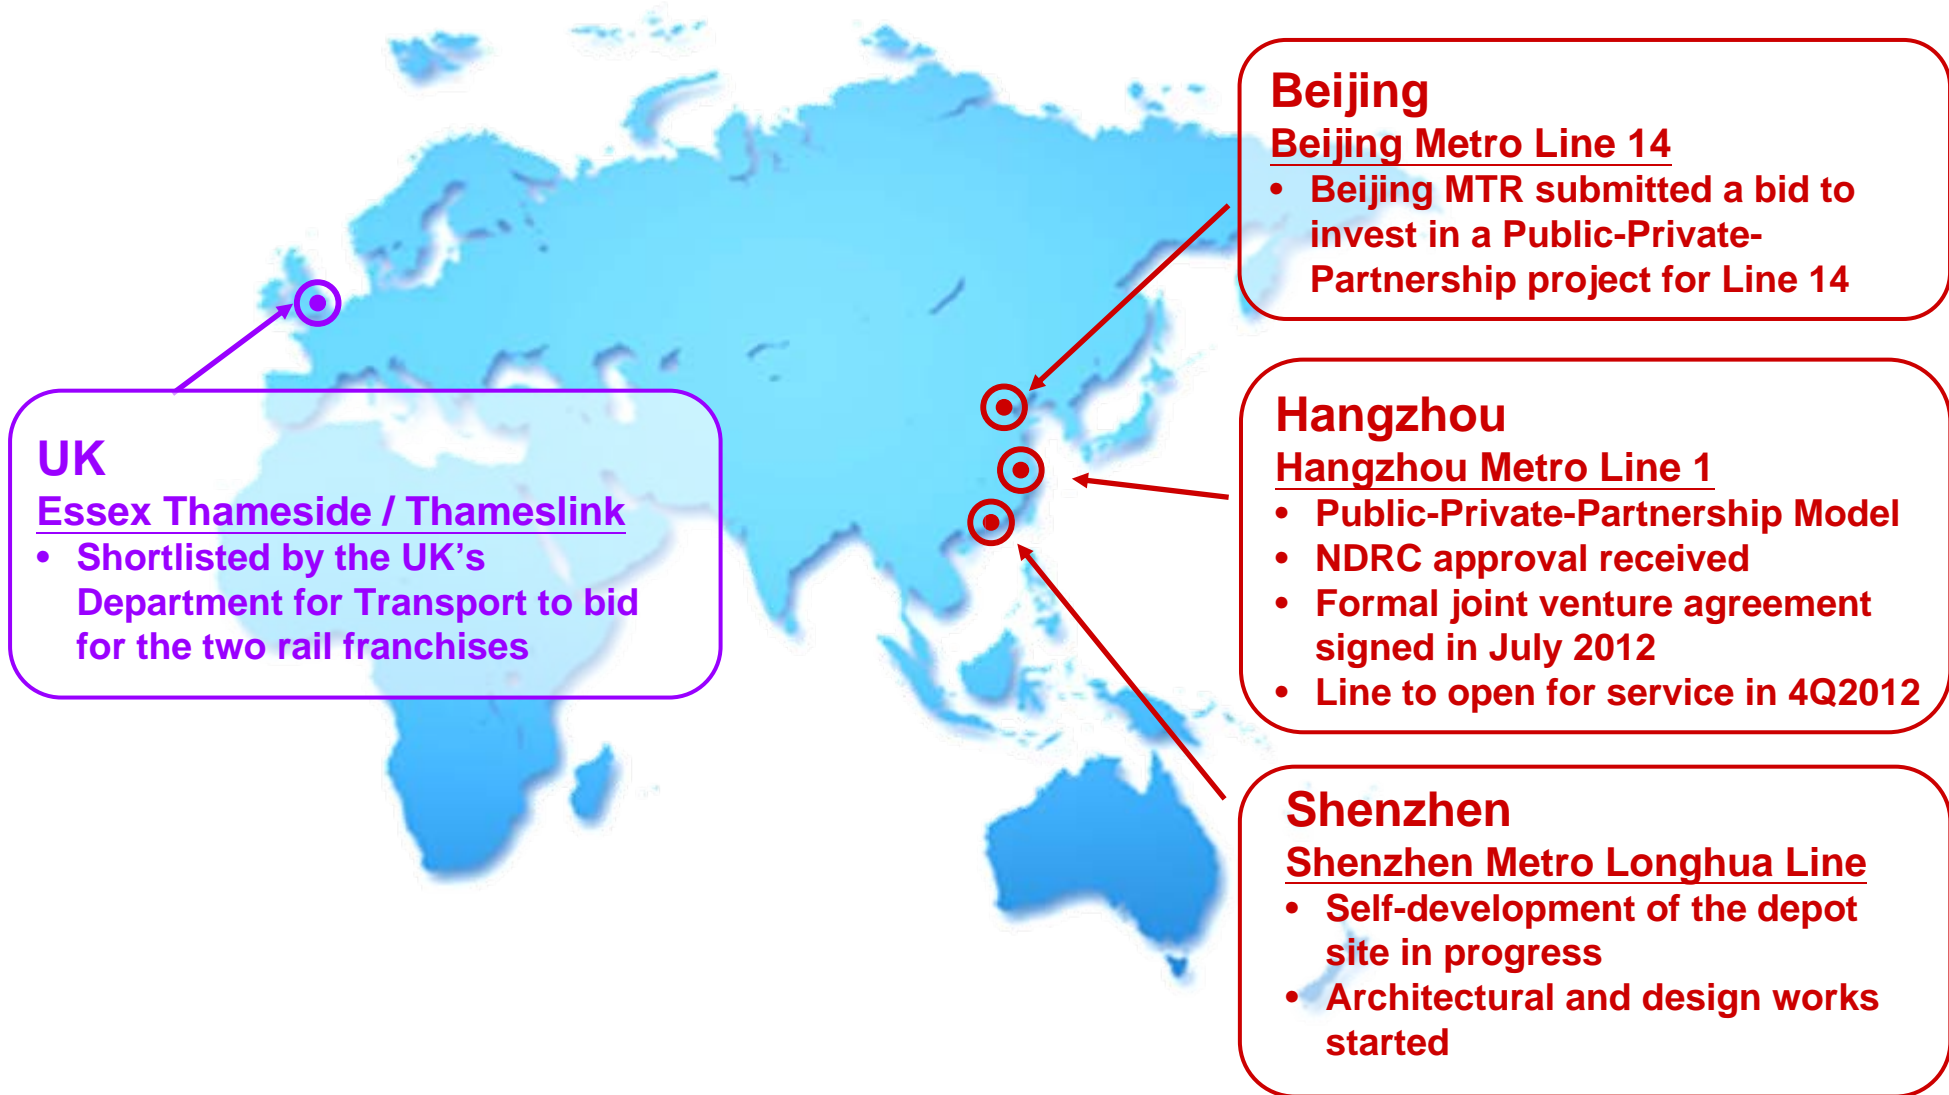 Beijing
Beijing Metro Line 14
• Beijing MTR submitted a bid to
invest in a Public-Private-
Partnership project for Line 14
Hangzhou
Hangzhou Metro Line 1
• Public-Private-Partnership Model
• NDRC approval received
• Formal joint venture agreement
signed in July 2012
• Line to open for service in 4Q2012
UK
Essex Thameside / Thameslink
• Shortlisted by the UK’s
Department for Transport to bid
for the two rail franchises
Shenzhen
Shenzhen Metro Longhua Line
• Self-development of the depot
site in progress
• Architectural and design works
started